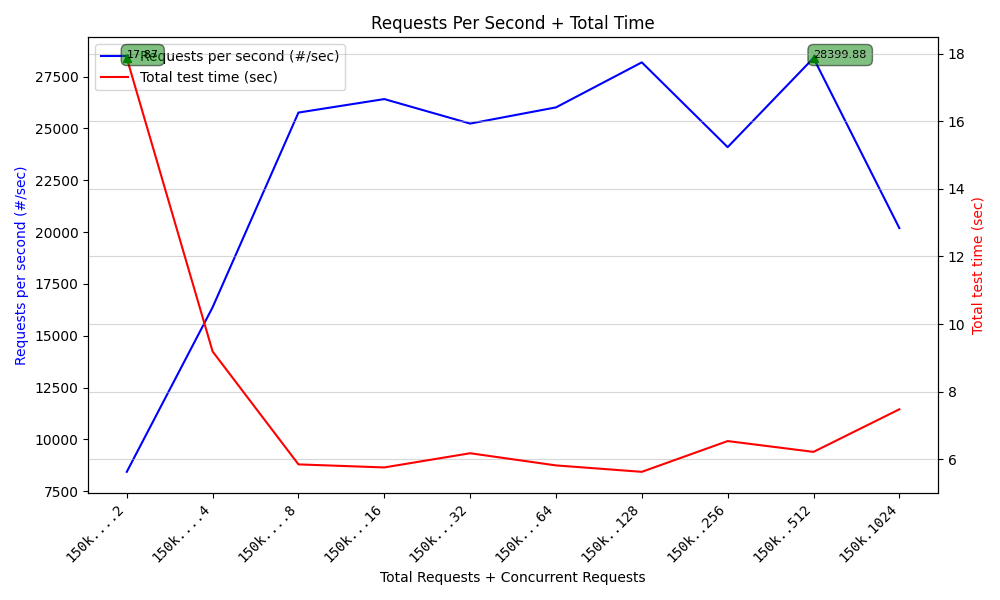 Requests Per Second + Total Time
17.87
Requests per second (#/sec)
Total test time (sec)
28399.88
Requests per second (#/sec)
27500
25000
22500
20000
17500
15000
12500
10000
7500
18
16
14
12
10
8
6
Total test time (sec)
150k....2
150k....4
150k....8
150k...16
150k...32
150k...64
150k..128
150k..256
150k..512
150k.1024
Total Requests + Concurrent Requests